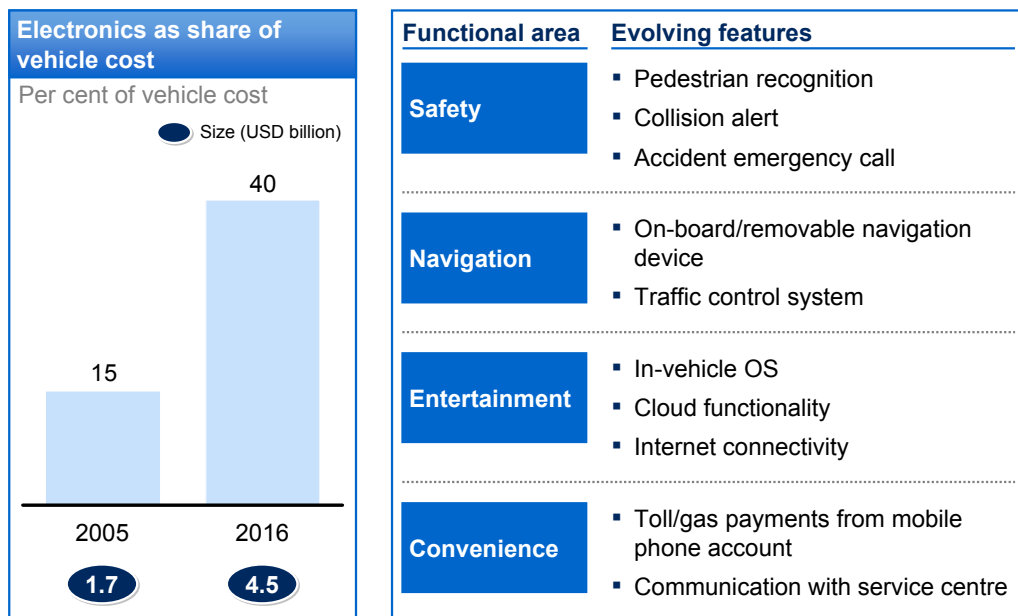 Electronics as share of
vehicle cost
Per cent of vehicle cost
Size (USD billion)
40
15
2005
2016
1.7
4.5
Functional area
Evolving features
Safety
▪ Pedestrian recognition
▪ Collision alert
▪ Accident emergency call
Navigation
▪ On-board/removable navigation
device
▪ Traffic control system
Entertainment
▪ In-vehicle OS
▪ Cloud functionality
▪ Internet connectivity
Convenience
▪ Toll/gas payments from mobile
phone account
▪ Communication with service centre